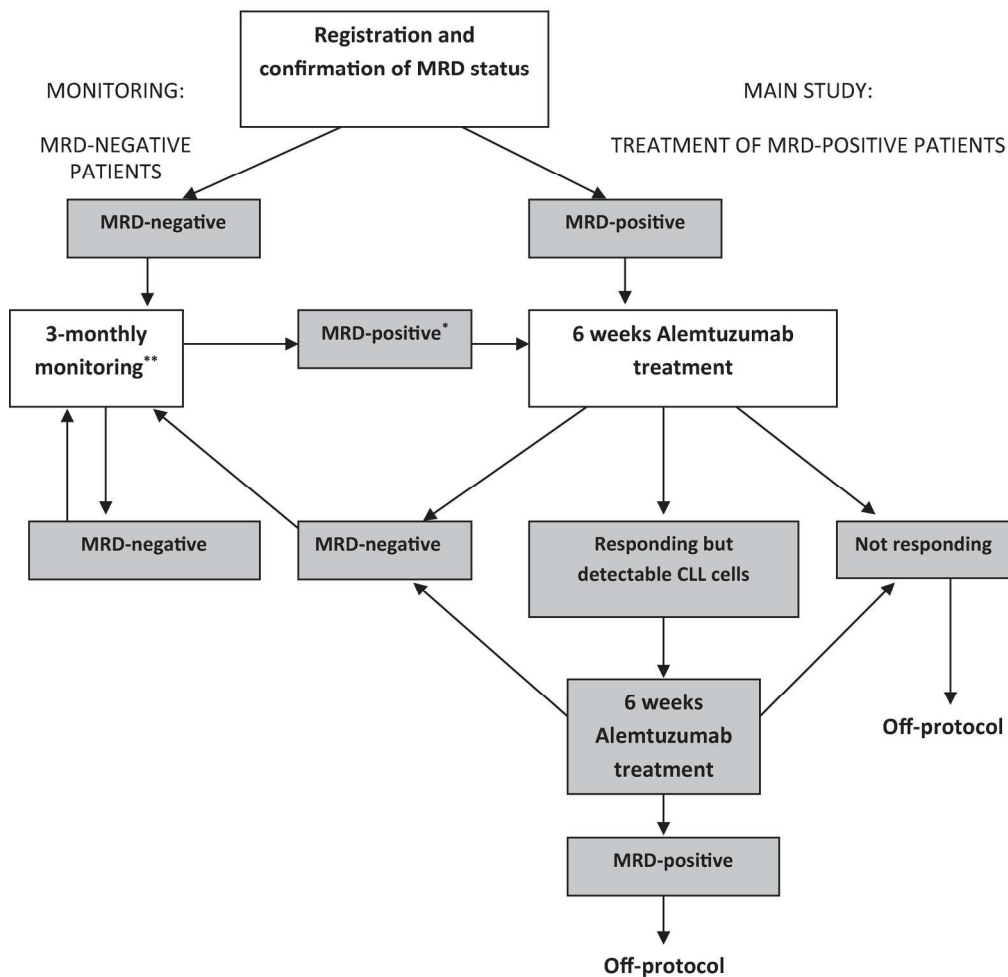 Registration and
confirmation of MRD status
MONITORING:
MRD-NEGATIVE
PATIENTS
MAIN STUDY:
TREATMENT OF MRD-POSITIVE PATIENTS
MRD-negative
MRD-positive
3-monthly
monitoring**
MRD-positive*
6 weeks Alemtuzumab
treatment
MRD-negative
MRD-negative
Responding but
detectable CLL cells
Not responding
6 weeks
Alemtuzumab
treatment
Off-protocol
MRD-positive
Off-protocol